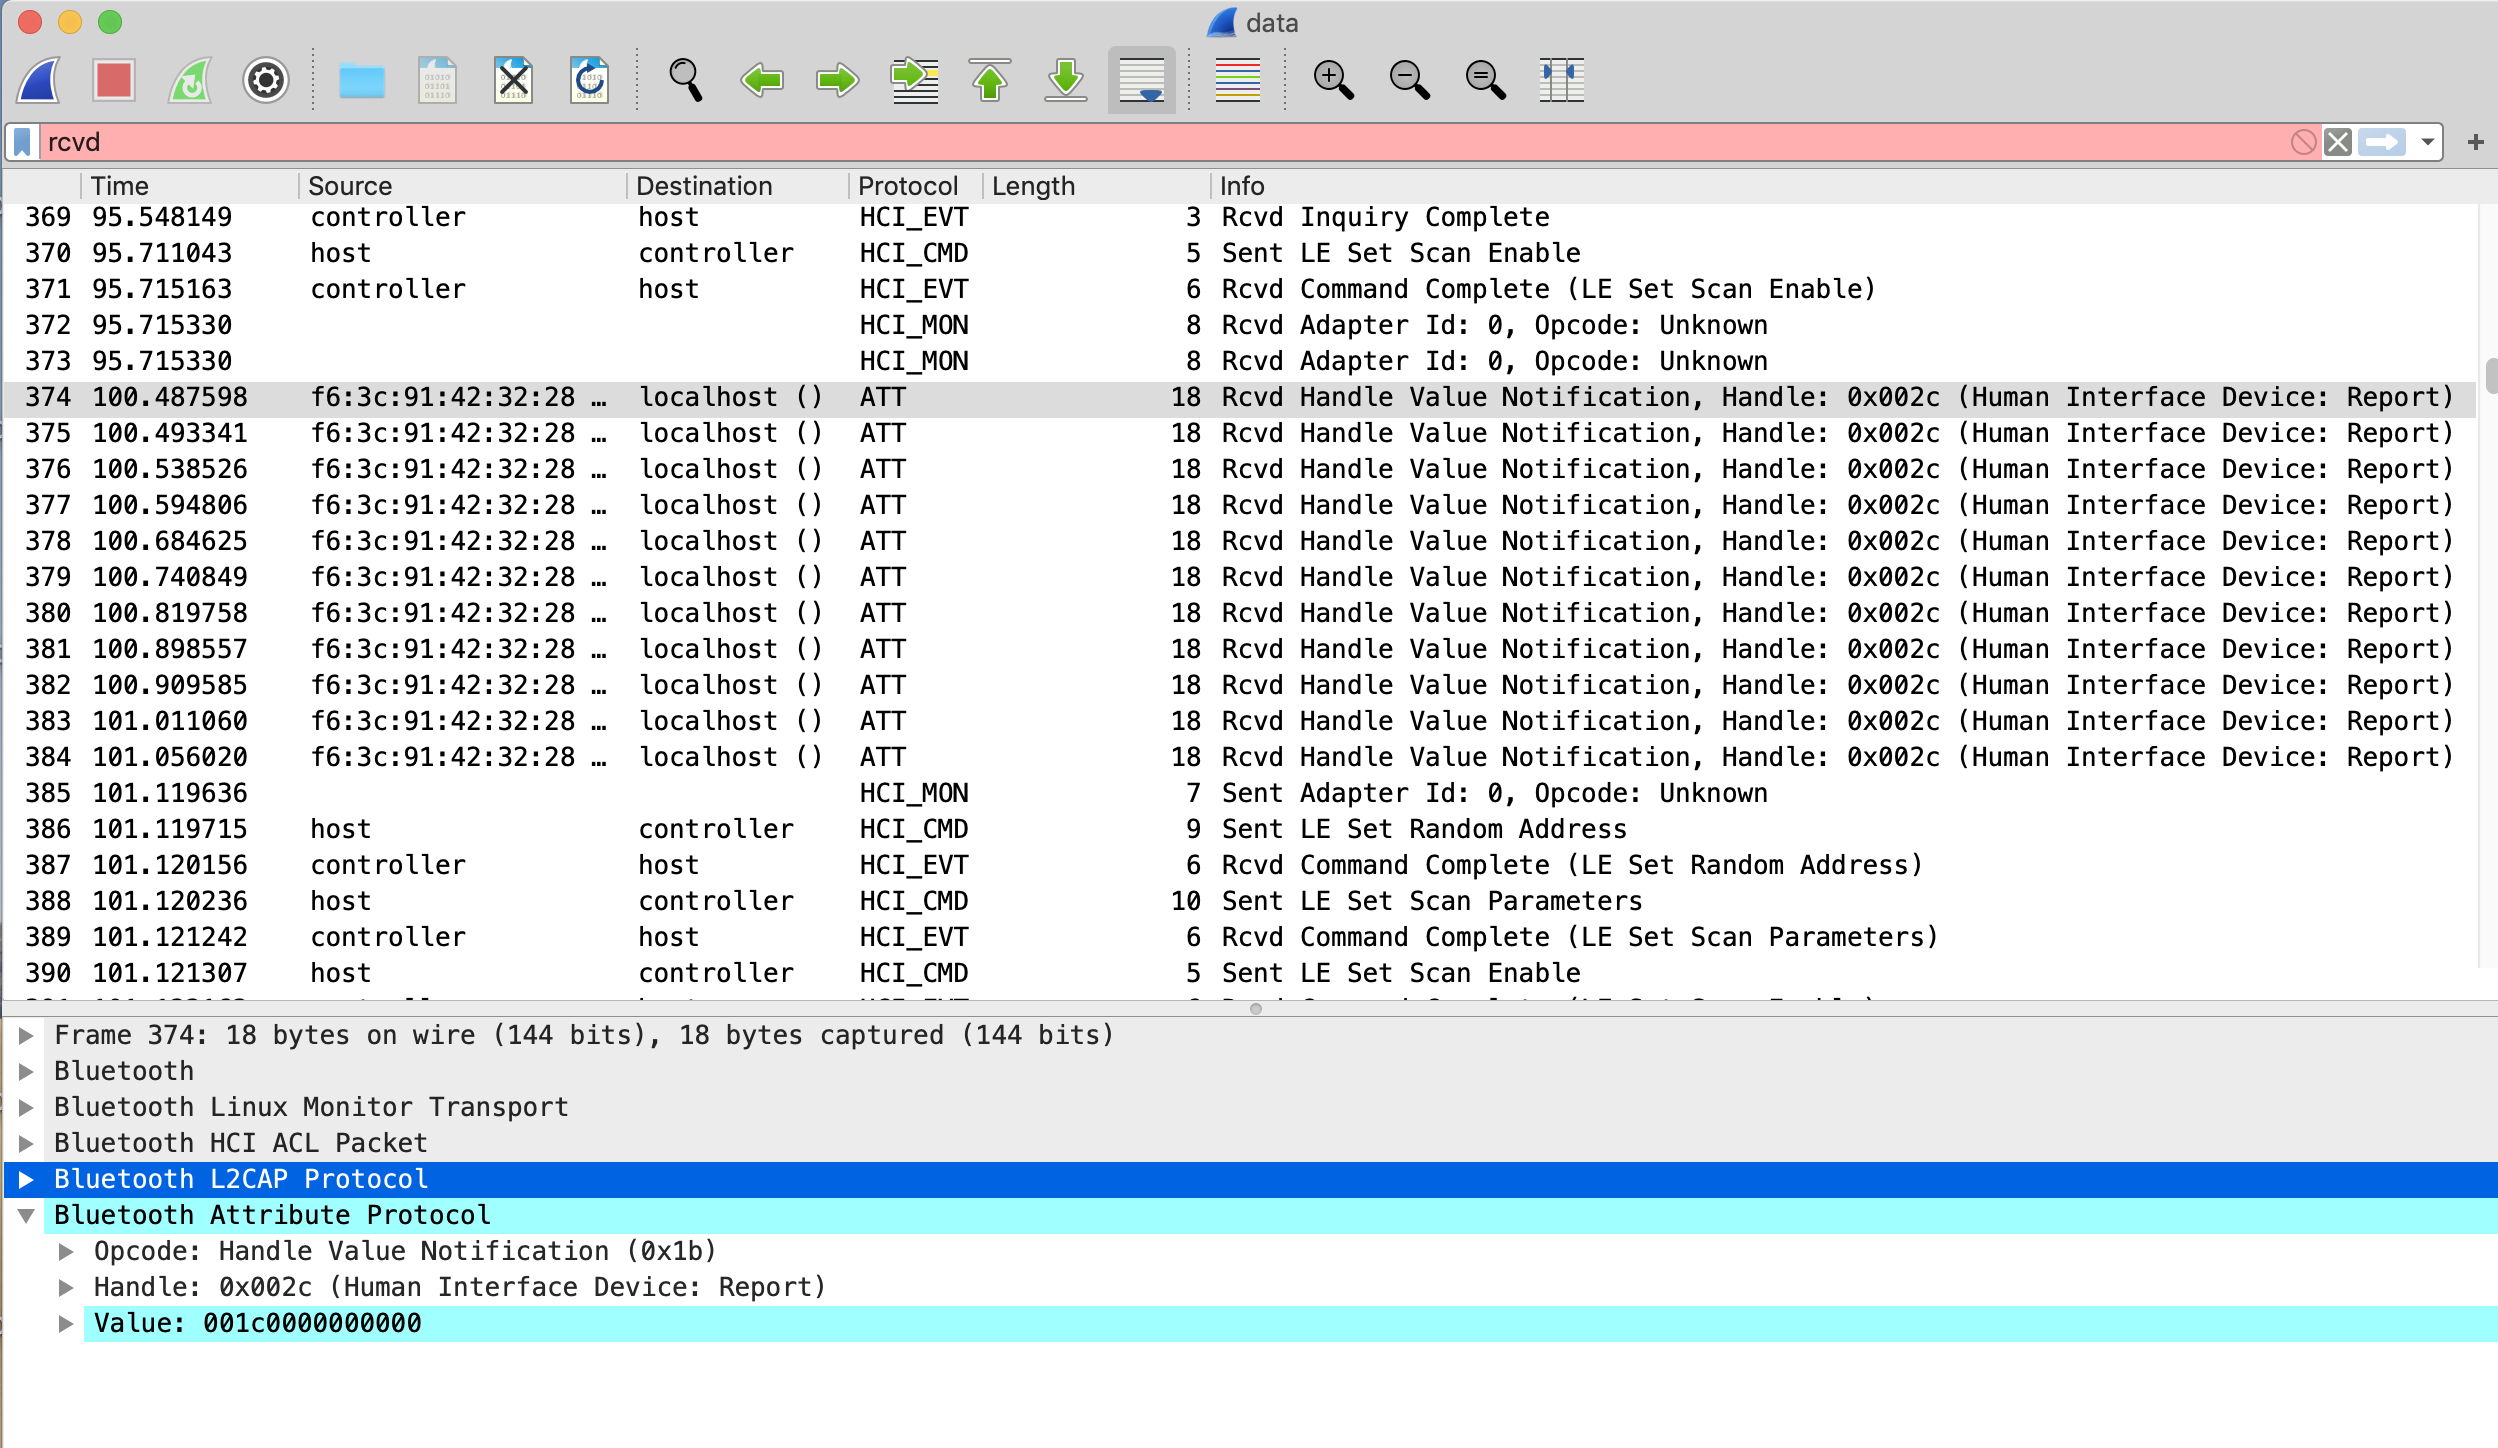 data
rcvd
Time Source Destination Protocol Length Info
369 95.548149 controller host HCI_EVT 3 Rcvd Inquiry Complete
370 95.711043 host controller HCI_CMD 5 Sent LE Set Scan Enable
371 95.715163 controller host HCI_EVT 6 Rcvd Command Complete (LE Set Scan Enable)
372 95.715330 HCI_MON 8 Rcvd Adapter Id: 0, Opcode: Unknown
373 95.715330 HCI_MON 8 Rcvd Adapter Id: 0, Opcode: Unknown
374 100.487598 f6:3c:91:42:32:28 … localhost () ATT 18 Rcvd Handle Value Notification, Handle: 0x002c (Human Interface Device: Report)
375 100.493341 f6:3c:91:42:32:28 … localhost () ATT 18 Rcvd Handle Value Notification, Handle: 0x002c (Human Interface Device: Report)
376 100.538526 f6:3c:91:42:32:28 … localhost () ATT 18 Rcvd Handle Value Notification, Handle: 0x002c (Human Interface Device: Report)
377 100.594806 f6:3c:91:42:32:28 … localhost () ATT 18 Rcvd Handle Value Notification, Handle: 0x002c (Human Interface Device: Report)
378 100.684625 f6:3c:91:42:32:28 … localhost () ATT 18 Rcvd Handle Value Notification, Handle: 0x002c (Human Interface Device: Report)
379 100.740849 f6:3c:91:42:32:28 … localhost () ATT 18 Rcvd Handle Value Notification, Handle: 0x002c (Human Interface Device: Report)
380 100.819758 f6:3c:91:42:32:28 … localhost () ATT 18 Rcvd Handle Value Notification, Handle: 0x002c (Human Interface Device: Report)
381 100.898557 f6:3c:91:42:32:28 … localhost () ATT 18 Rcvd Handle Value Notification, Handle: 0x002c (Human Interface Device: Report)
382 100.909585 f6:3c:91:42:32:28 … localhost () ATT 18 Rcvd Handle Value Notification, Handle: 0x002c (Human Interface Device: Report)
383 101.011060 f6:3c:91:42:32:28 … localhost () ATT 18 Rcvd Handle Value Notification, Handle: 0x002c (Human Interface Device: Report)
384 101.056020 f6:3c:91:42:32:28 … localhost () ATT 18 Rcvd Handle Value Notification, Handle: 0x002c (Human Interface Device: Report)
385 101.119636 HCI_MON 7 Sent Adapter Id: 0, Opcode: Unknown
386 101.119715 host controller HCI_CMD 9 Sent LE Set Random Address
387 101.120156 controller host HCI_EVT 6 Rcvd Command Complete (LE Set Random Address)
388 101.120236 host controller HCI_CMD 10 Sent LE Set Scan Parameters
389 101.121242 controller host HCI_EVT 6 Rcvd Command Complete (LE Set Scan Parameters)
390 101.121307 host controller HCI_CMD 5 Sent LE Set Scan Enable
Frame 374: 18 bytes on wire (144 bits), 18 bytes captured (144 bits)
Bluetooth
Bluetooth Linux Monitor Transport
Bluetooth HCI ACL Packet
Bluetooth L2CAP Protocol
Bluetooth Attribute Protocol
Opcode: Handle Value Notification (0x1b)
Handle: 0x002c (Human Interface Device: Report)
Value: 001c0000000000